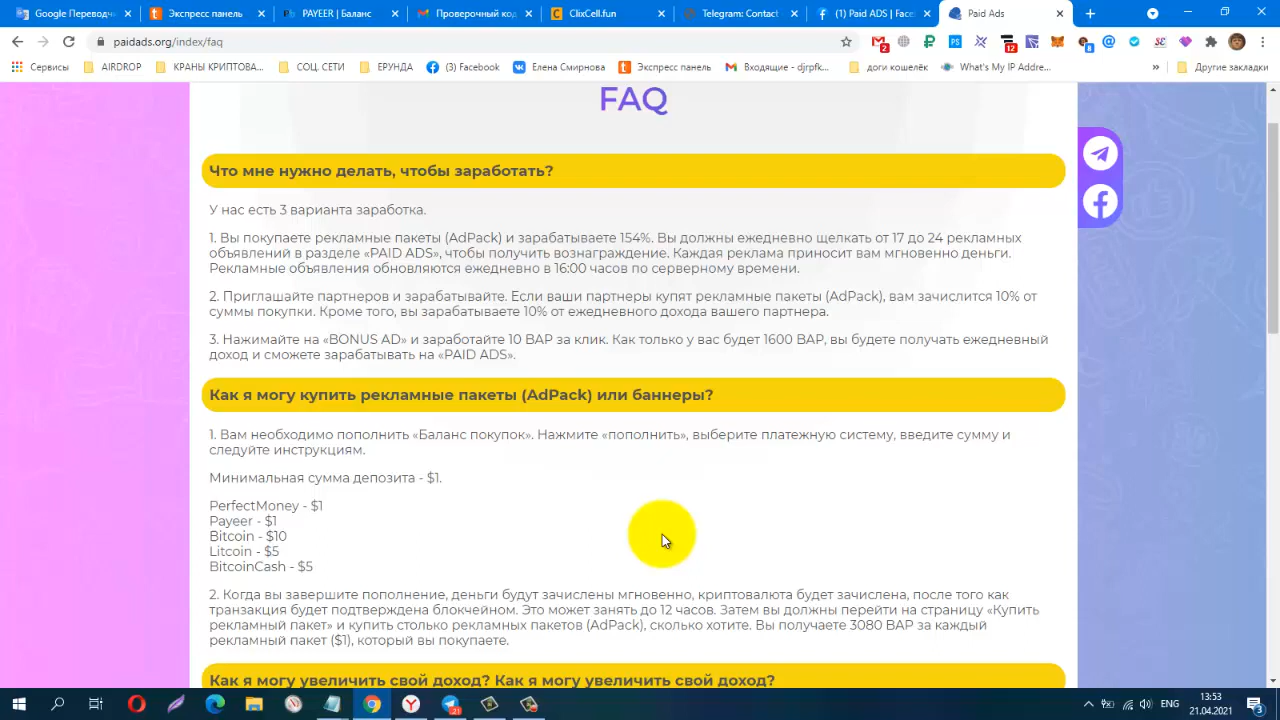 Google Переводч
Экспресс панель
PAYEER | Баланс
Проверочный код
ClixCell.fun
Telegram: Contact
(1) Paid ADS | Face
Paid Ads
paidads.org/index/faq
Сервисы
AIRDROP
КРАНЫ КРИПТОВА...
СОЦ СЕТИ
ЕРУНДА
(3) Facebook
Елена Смирнова
Экспресс панель
Входящие - djrpfk...
доги кошелёк
What's My IP Addre...
»
Другие закладки
FAQ
Что мне нужно делать, чтобы заработать?
У нас есть 3 варианта заработка.
1. Вы покупаете рекламные пакеты (AdPack) и зарабатываете 154%. Вы должны ежедневно щелкать от 17 до 24 рекламных
объявлений в разделе «PAID ADS», чтобы получить вознаграждение. Каждая реклама приносит вам мгновенно деньги.
Рекламные объявления обновляются ежедневно в 16:00 часов по серверному времени.
2. Приглашайте партнеров и зарабатывайте. Если ваши партнеры купят рекламные пакеты (AdPack), вам зачислится 10% от
суммы покупки. Кроме того, вы зарабатываете 10% от ежедневного дохода вашего партнера.
3. Нажимайте на «BONUS AD» и заработайте 10 BAP за клик. Как только у вас будет 1600 BAP, вы будете получать ежедневный
доход и сможете зарабатывать на «PAID ADS».
Как я могу купить рекламные пакеты (AdPack) или баннеры?
1. Вам необходимо пополнить «Баланс покупок». Нажмите «пополнить», выберите платежную систему, введите сумму и
следуйте инструкциям.
Минимальная сумма депозита - $1.
PerfectMoney - $1
Payeer - $1
Bitcoin - $10
Litcoin - $5
BitcoinCash - $5
2. Когда вы завершите пополнение, деньги будут зачислены мгновенно, криптовалюта будет зачислена, после того как
транзакция будет подтверждена блокчейном. Это может занять до 12 часов. Затем вы должны перейти на страницу «Купить
рекламный пакет» и купить столько рекламных пакетов (AdPack), сколько хотите. Вы получаете 3080 BAP за каждый
рекламный пакет ($1), который вы покупаете.
Как я могу увеличить свой доход? Как я могу увеличить свой доход?
ENG
13:53
21.04.2021